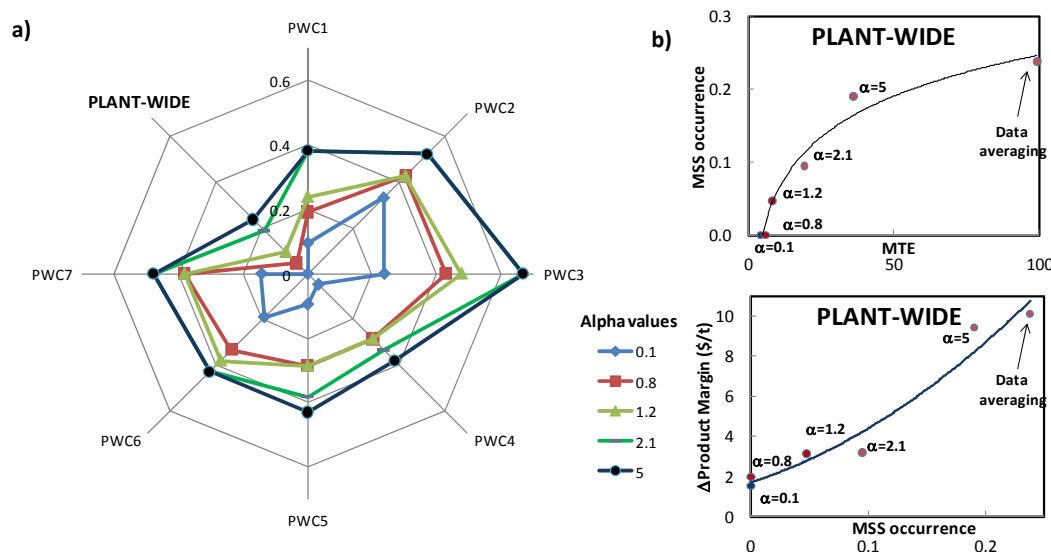 a)
PWC1
0.6
PLANT-WIDE
PWC2
0.4
0.2
PWC7
0
PWC3
PWC6
PWC4
PWC5
Alpha values
0.1
0.8
1.2
2.1
5
b)
0.3
PLANT-WIDE
MSS occurrence
0.2
α=5
Data
averaging
α=2.1
0.1
α=1.2
α=0.8
0.0
α=0.1
MTE
0
50
100
PLANT-WIDE
ΔProduct Margin ($/t)
10
α=5
8
Data
averaging
6
4
α=1.2
α=0.8
α=2.1
2
α=0.1
0
MSS occurrence
0
0.1
0.2